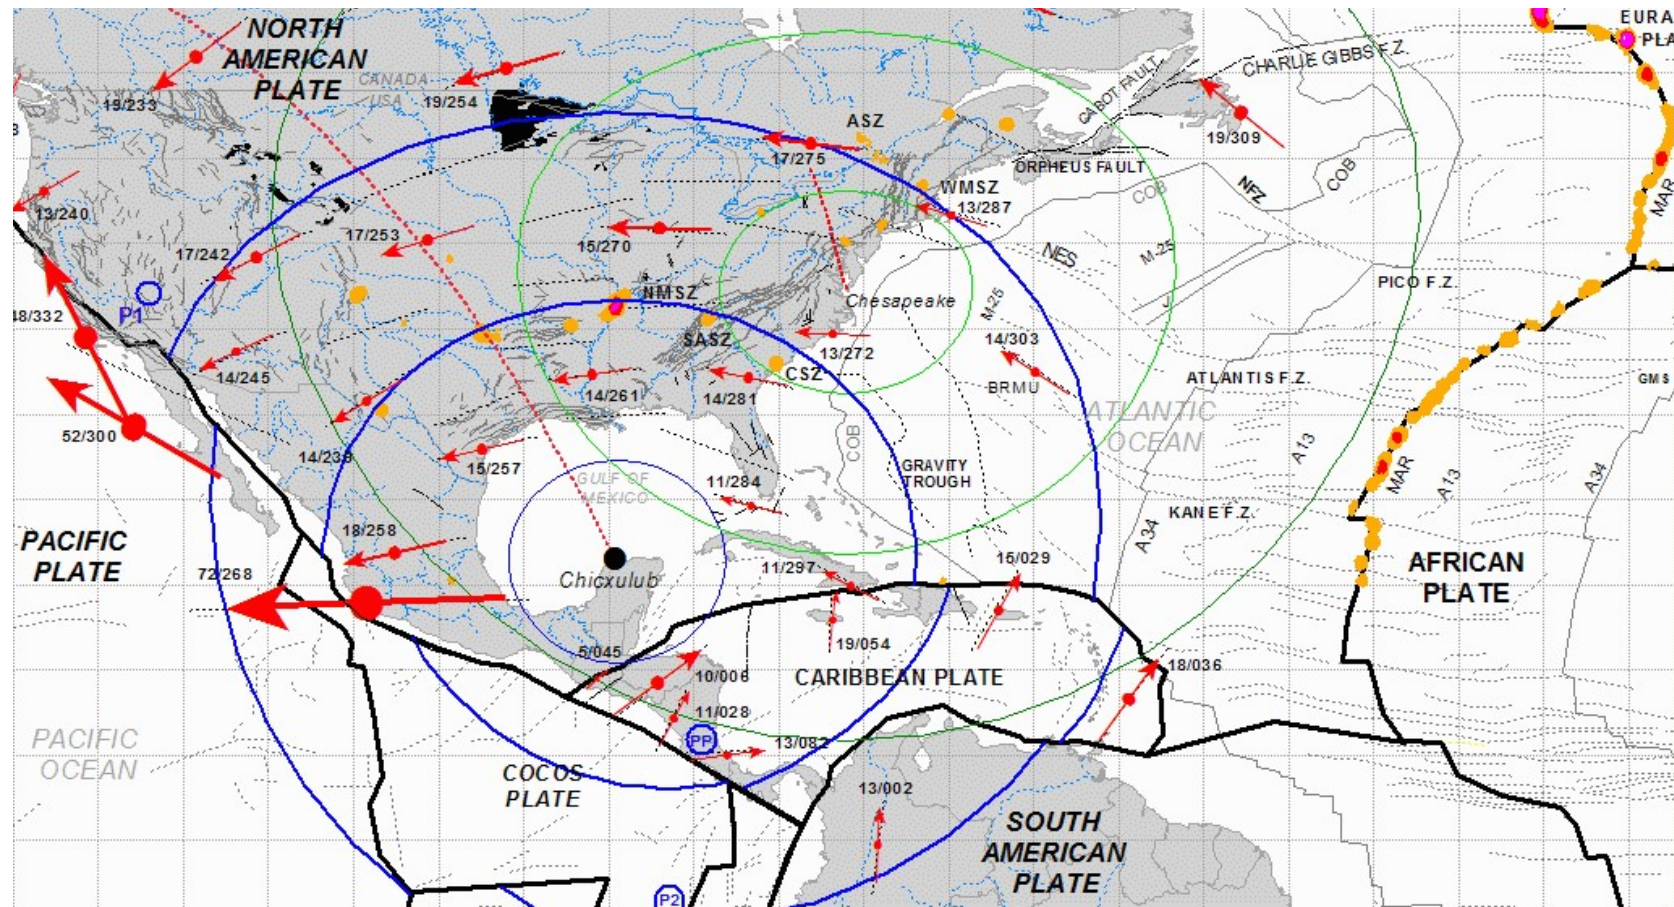 NORTH
AMERICAN
PLATE
EURA
PLA
CHARLIE GIBBS F.Z.
CANADA
USA
19/233
19/254
CABOT FAULT
ASZ
19/309
17/275
ORPHEUS FAULT
WMSZ
COB
NFZ
COB
MAR
13/240
17/253
13/287
17/242
15/270
NES
M-25
PICO F.Z.
P1
NMSZ
Chesapeake
M-25
J
48/332
SASZ
13/272
14/303
14/245
CSZ
ATLANTIS F.Z.
GMS
14/261
14/281
BRMU
ATLANTIC
OCEAN
52/300
COB
A13
14/239
15/257
GRAVITY
TROUGH
MAR
A13
A34
GULF OF
MEXICO
11/284
KANE F.Z.
A34
PACIFIC
PLATE
18/258
72/268
Chicxulub
11/297
15/029
AFRICAN
PLATE
5/045
19/054
10/006
CARIBBEAN PLATE
18/036
11/028
PP
13/082
PACIFIC
OCEAN
COCOS
PLATE
13/002
SOUTH
AMERICAN
PLATE
P2